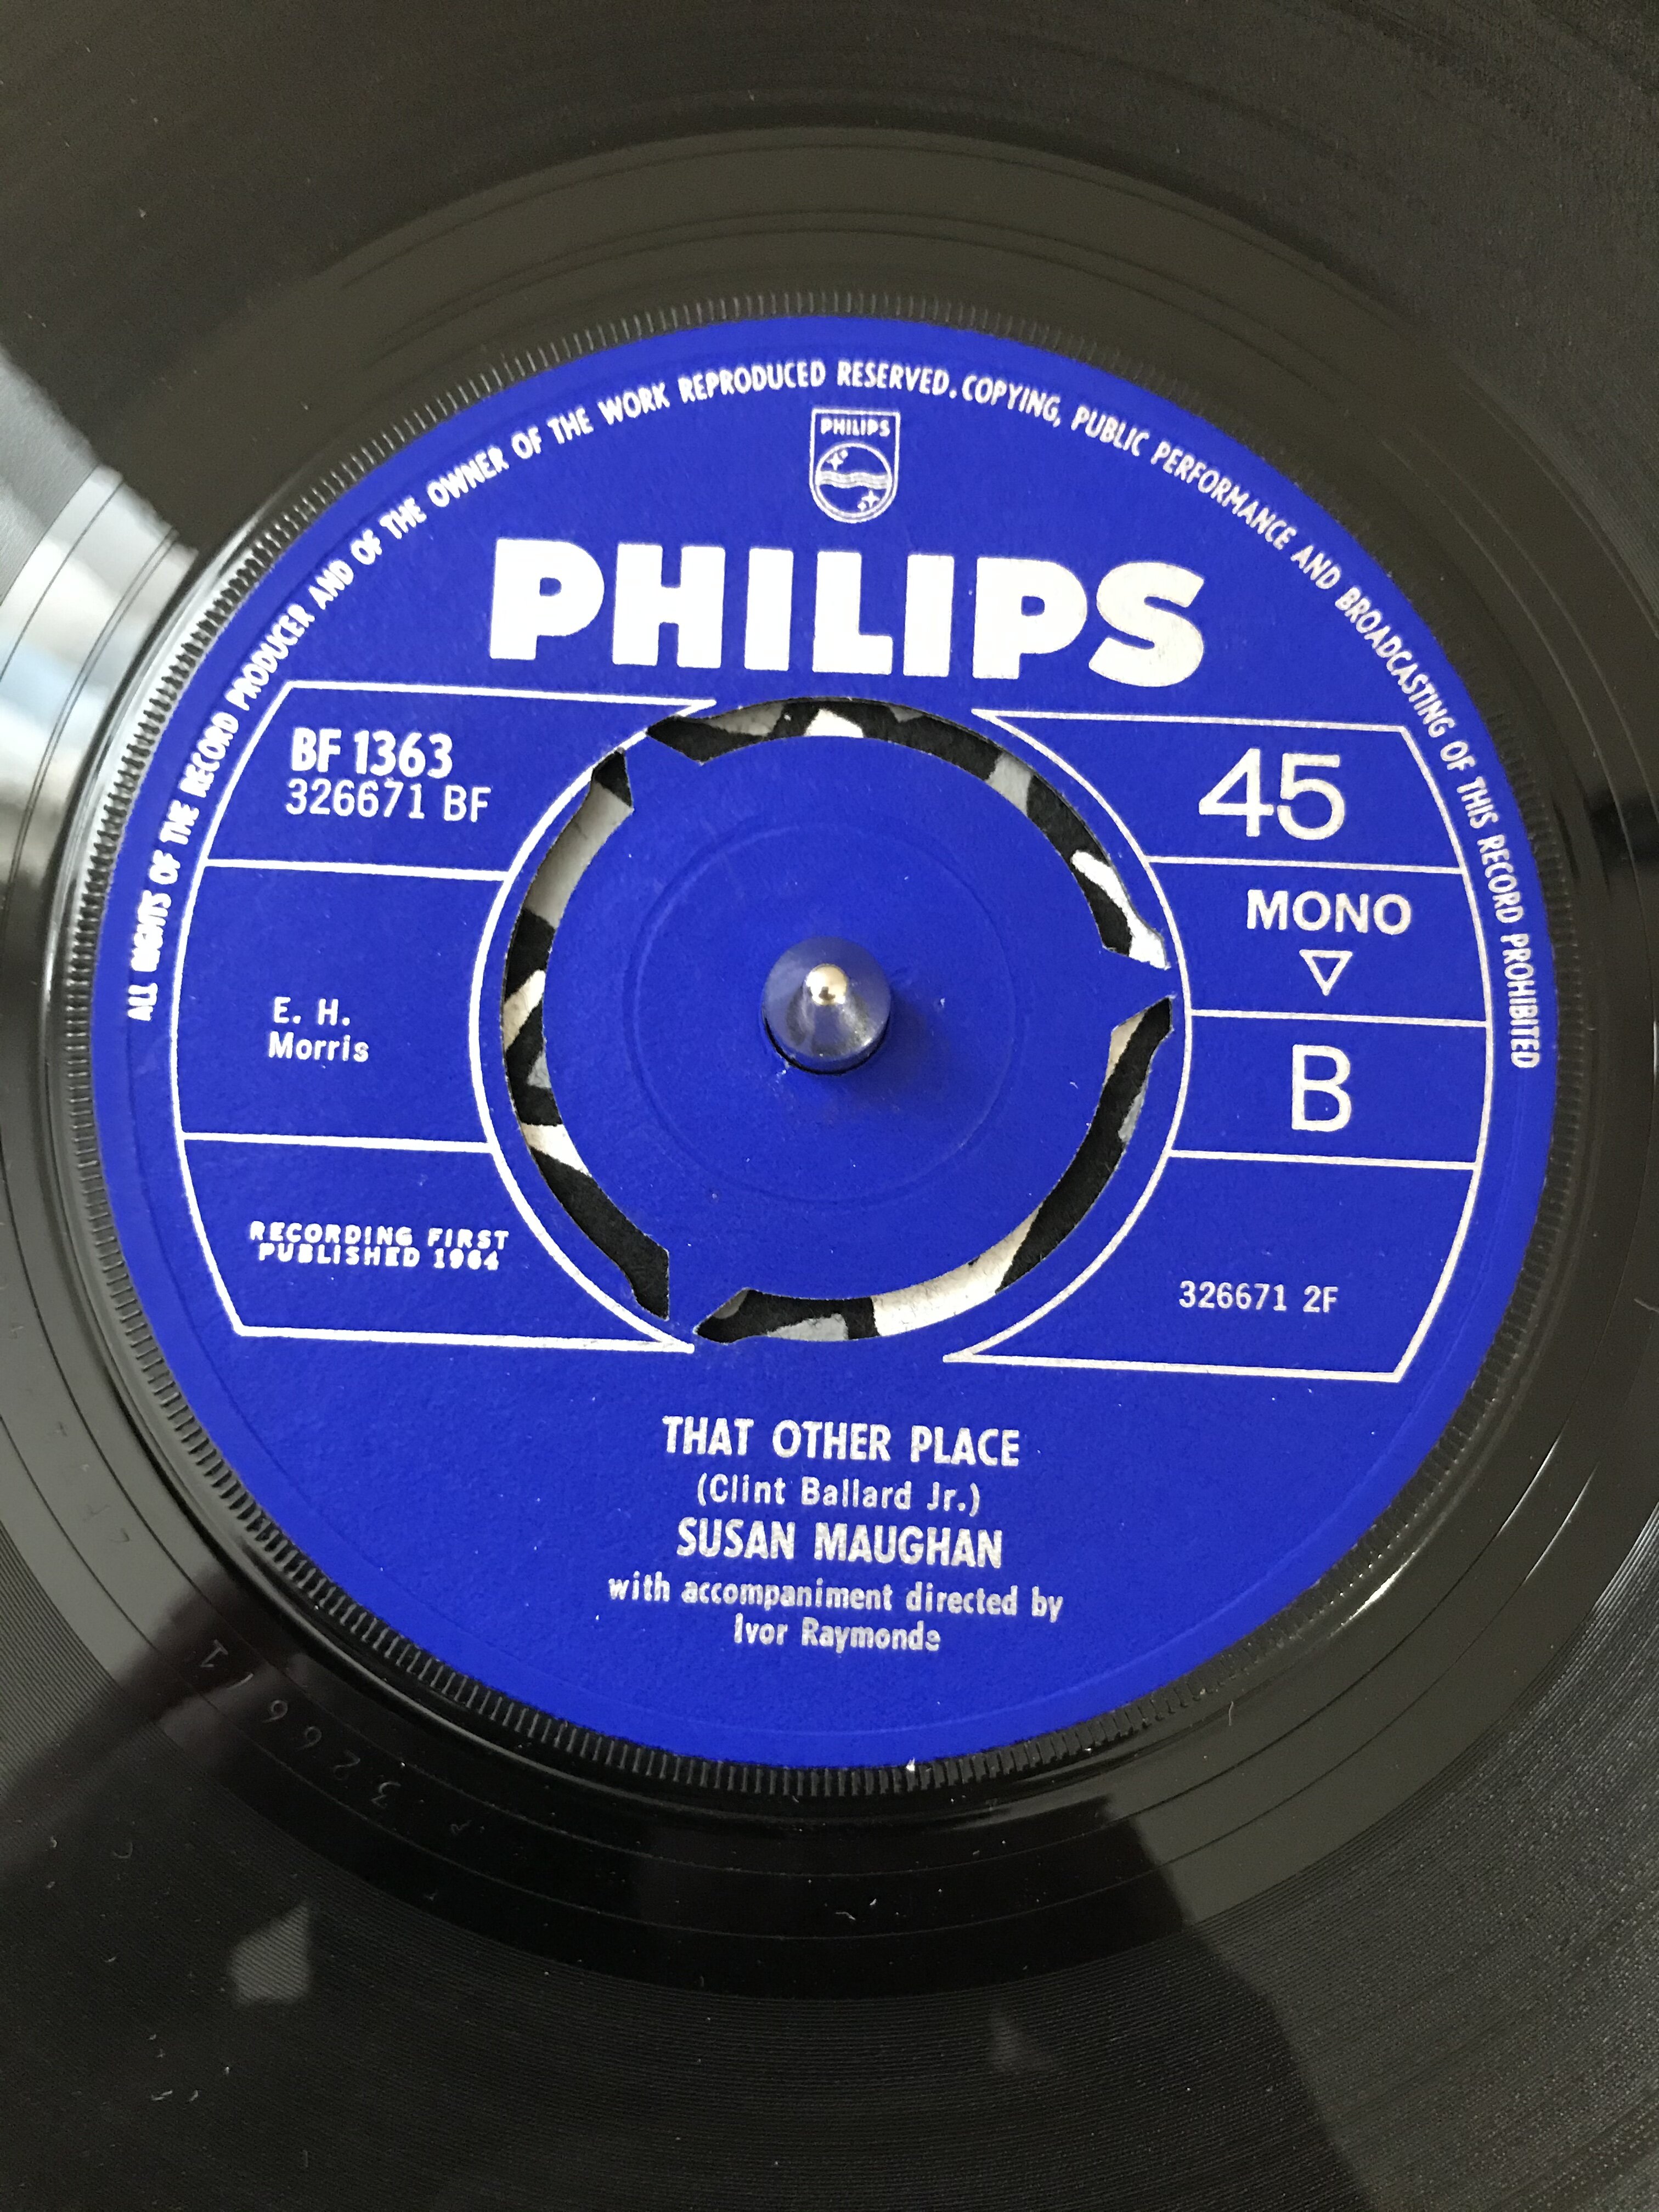 ALL RIGHTS OF THE RECORD PRODUCER AND OF THE OWNER OF THE WORK REPRODUCED RESERVED. COPYING, PUBLIC PERFORMANCE AND BROADCASTING OF THIS RECORD PROHIBITED
PHILIPS
PHILIPS
BF 1363
326671 BF
45
MONO
E. H.
Morris
B
RECORDING FIRST
PUBLISHED 1964
326671 2F
THAT OTHER PLACE
(Clint Ballard Jr.)
SUSAN MAUGHAN
with accompaniment directed by
Ivor Raymonde